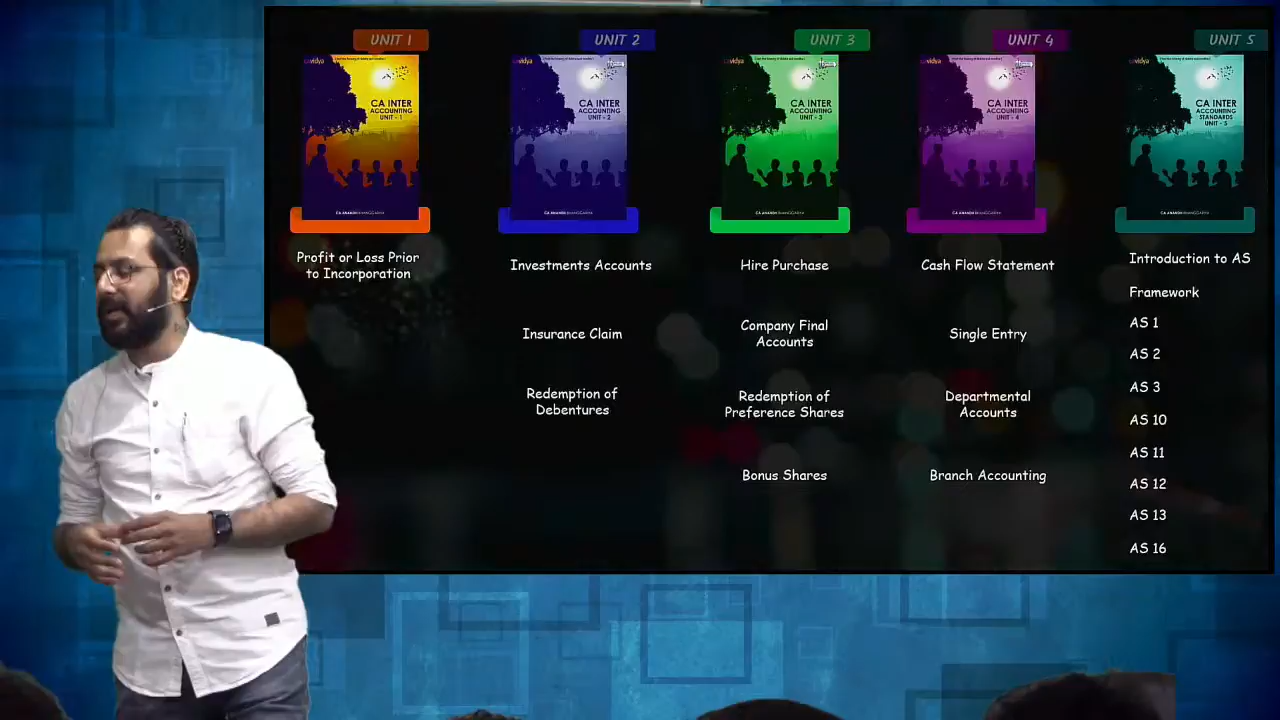 UNIT 1
UNIT 2
UNIT 3
UNIT 4
UNIT 5
CA INTER
ACCOUNTING
UNIT - 1
CA INTER
ACCOUNTING
UNIT - 2
CA INTER
ACCOUNTING
UNIT - 3
CA INTER
ACCOUNTING
UNIT - 4
CA INTER
ACCOUNTING
STANDARDS
UNIT - 5
Profit or Loss Prior
to Incorporation
Investments Accounts
Insurance Claim
Redemption of
Debentures
Hire Purchase
Company Final
Accounts
Redemption of
Preference Shares
Bonus Shares
Cash Flow Statement
Single Entry
Departmental
Accounts
Branch Accounting
Introduction to AS
Framework
AS 1
AS 2
AS 3
AS 10
AS 11
AS 12
AS 13
AS 16